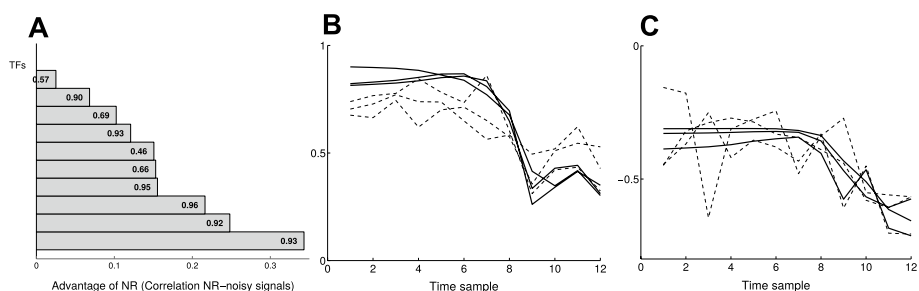 A
B
C
TFs
0.57
0.90
0.69
0.93
0.46
0.66
0.95
0.96
0.92
0.93
0 0.1 0.2 0.3
Advantage of NR (Correlation NR−noisy signals)
1
0.5
0
0 2 4 6 8 10 12
Time sample
0
−0.5
0 2 4 6 8 10 12
Time sample